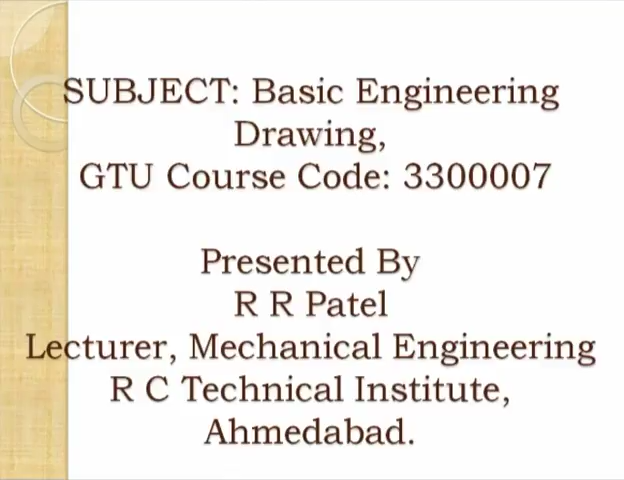 SUBJECT: Basic Engineering
Drawing,
GTU Course Code: 3300007
Presented By
R R Patel
Lecturer, Mechanical Engineering
R C Technical Institute,
Ahmedabad.